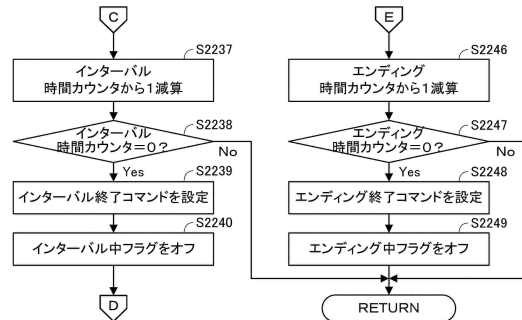 C
S2237
インターバル
時間カウンタから1減算
S2238
インターバル
時間カウンタ=0?
No
Yes
S2239
インターバル終了コマンドを設定
S2240
インターバル中フラグをオフ
D
E
S2246
エンディング
時間カウンタから1減算
S2247
エンディング
時間カウンタ=0?
No
Yes
S2248
エンディング終了コマンドを設定
S2249
エンディング中フラグをオフ
RETURN